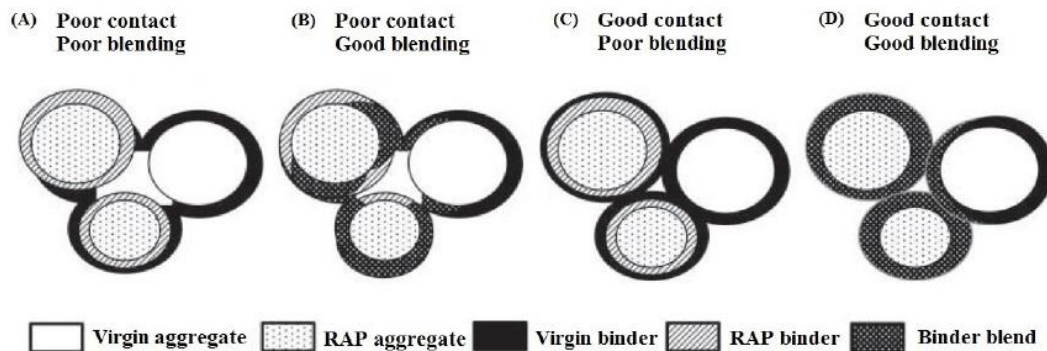 (A) Poor contact
Poor blending
(B) Poor contact
Good blending
(C) Good contact
Poor blending
(D) Good contact
Good blending
Virgin aggregate
RAP aggregate
Virgin binder
RAP binder
Binder blend